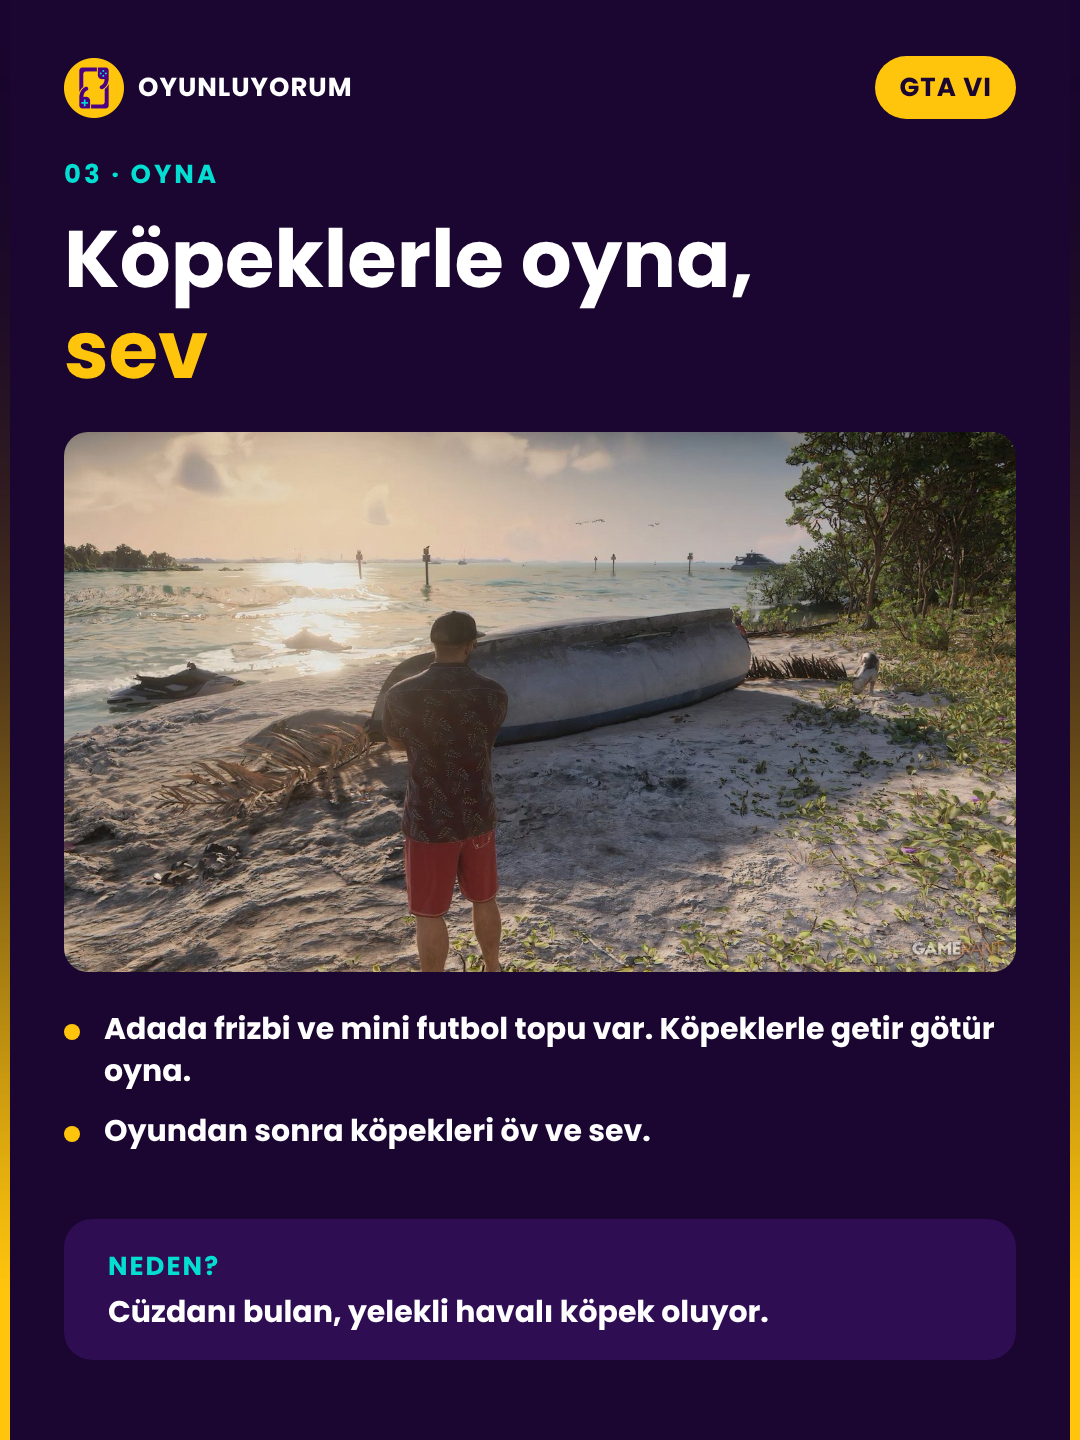 OYUNLUYORUM
GTA VI
03 · OYNA
Köpeklerle oyna,
sev
GAMERANT
Adada frizbi ve mini futbol topu var. Köpeklerle getir götür
oyna.
Oyundan sonra köpekleri öv ve sev.
NEDEN?
Cüzdanı bulan, yelekli havalı köpek oluyor.